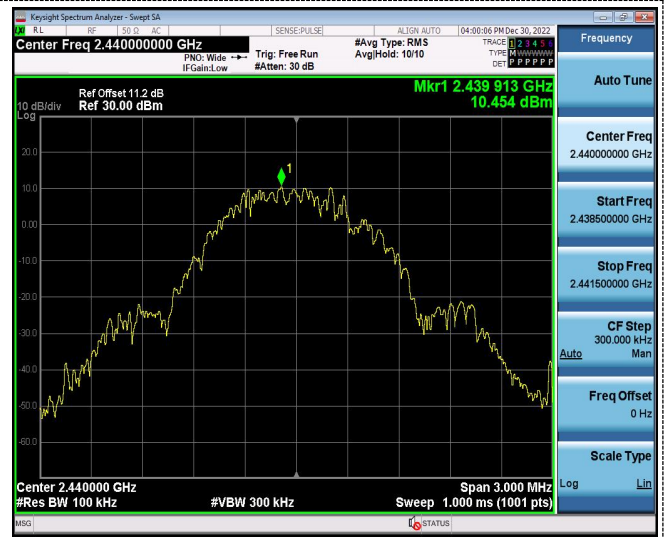 Keysight Spectrum Analyzer - Swept SA
RL RF 50 Ω AC SENSE:PULSE ALIGN AUTO 04:00:06 PM Dec 30, 2022
Center Freq 2.440000000 GHz
PNO: Wide
IFGain:Low
Trig: Free Run
#Atten: 30 dB
#Avg Type: RMS
Avg|Hold: 10/10
TRACE 1 2 3 4 5 6
TYPE M W W W W W
DET P P P P P P
Ref Offset 11.2 dB
Ref 30.00 dBm
10 dB/div
Log
Mkr1 2.439 913 GHz
10.454 dBm
1
20.0
10.0
0.00
-10.0
-20.0
-30.0
-40.0
-50.0
-60.0
Center 2.440000 GHz
Span 3.000 MHz
#Res BW 100 kHz
#VBW 300 kHz
Sweep 1.000 ms (1001 pts)
MSG
STATUS
Frequency
Auto Tune
Center Freq
2.440000000 GHz
Start Freq
2.438500000 GHz
Stop Freq
2.441500000 GHz
CF Step
300.000 kHz
Auto Man
Freq Offset
0 Hz
Scale Type
Log Lin